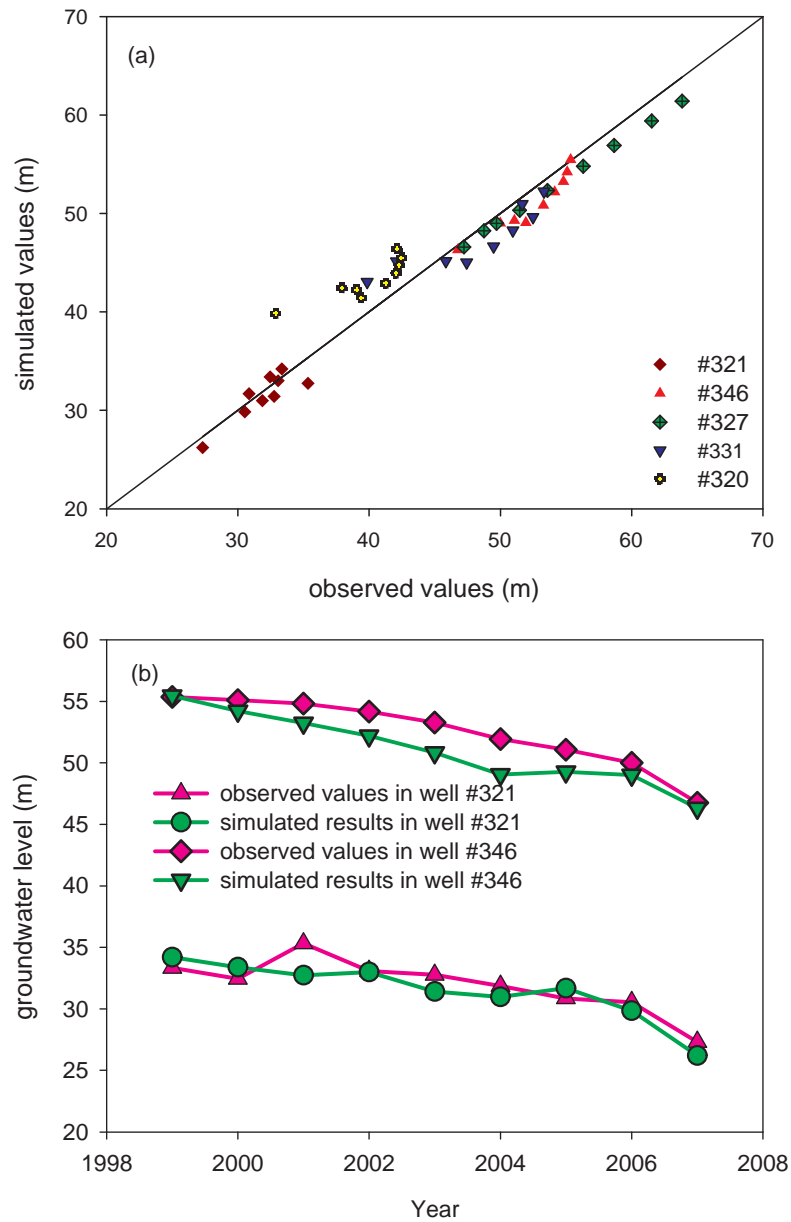 70
(a)
60
50
40
30
20
simulated values (m)
#321
#346
#327
#331
#320
20 30 40 50 60 70
observed values (m)
60
(b)
55
50
45
40
35
30
25
20
groundwater level (m)
observed values in well #321
simulated results in well #321
observed values in well #346
simulated results in well #346
1998 2000 2002 2004 2006 2008
Year